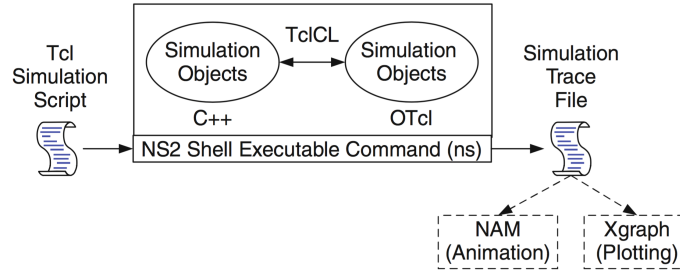 Tcl
Simulation
Script
Simulation
Objects
TclCL
Simulation
Objects
C++
OTcl
NS2 Shell Executable Command (ns)
Simulation
Trace
File
NAM
(Animation)
Xgraph
(Plotting)